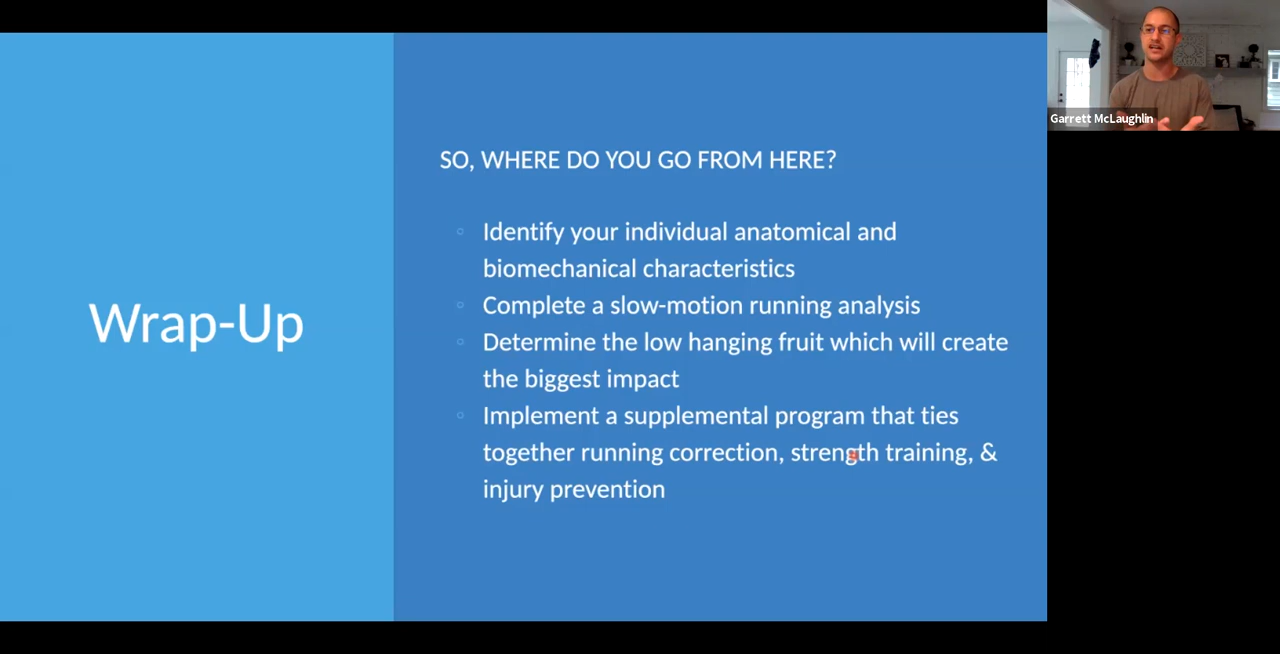 Wrap-Up
SO, WHERE DO YOU GO FROM HERE?
Identify your individual anatomical and
biomechanical characteristics
Complete a slow-motion running analysis
Determine the low hanging fruit which will create
the biggest impact
Implement a supplemental program that ties
together running correction, strength training, &
injury prevention
Garrett McLaughlin